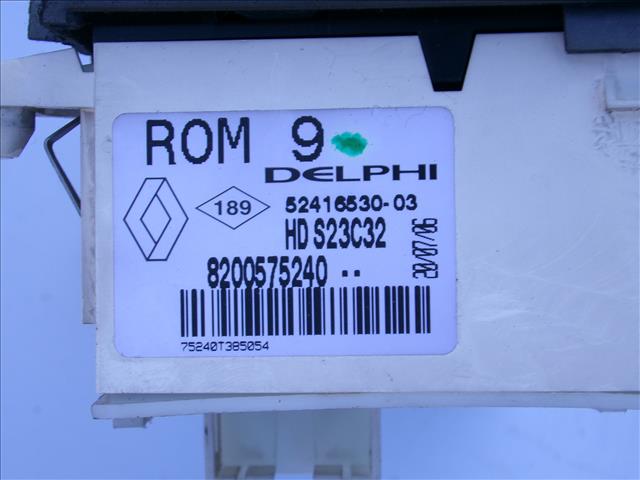 ROM 9
DELPHI
189
52416530-03
HD S23C32
8200575240 --
20/07/06
75240T385054